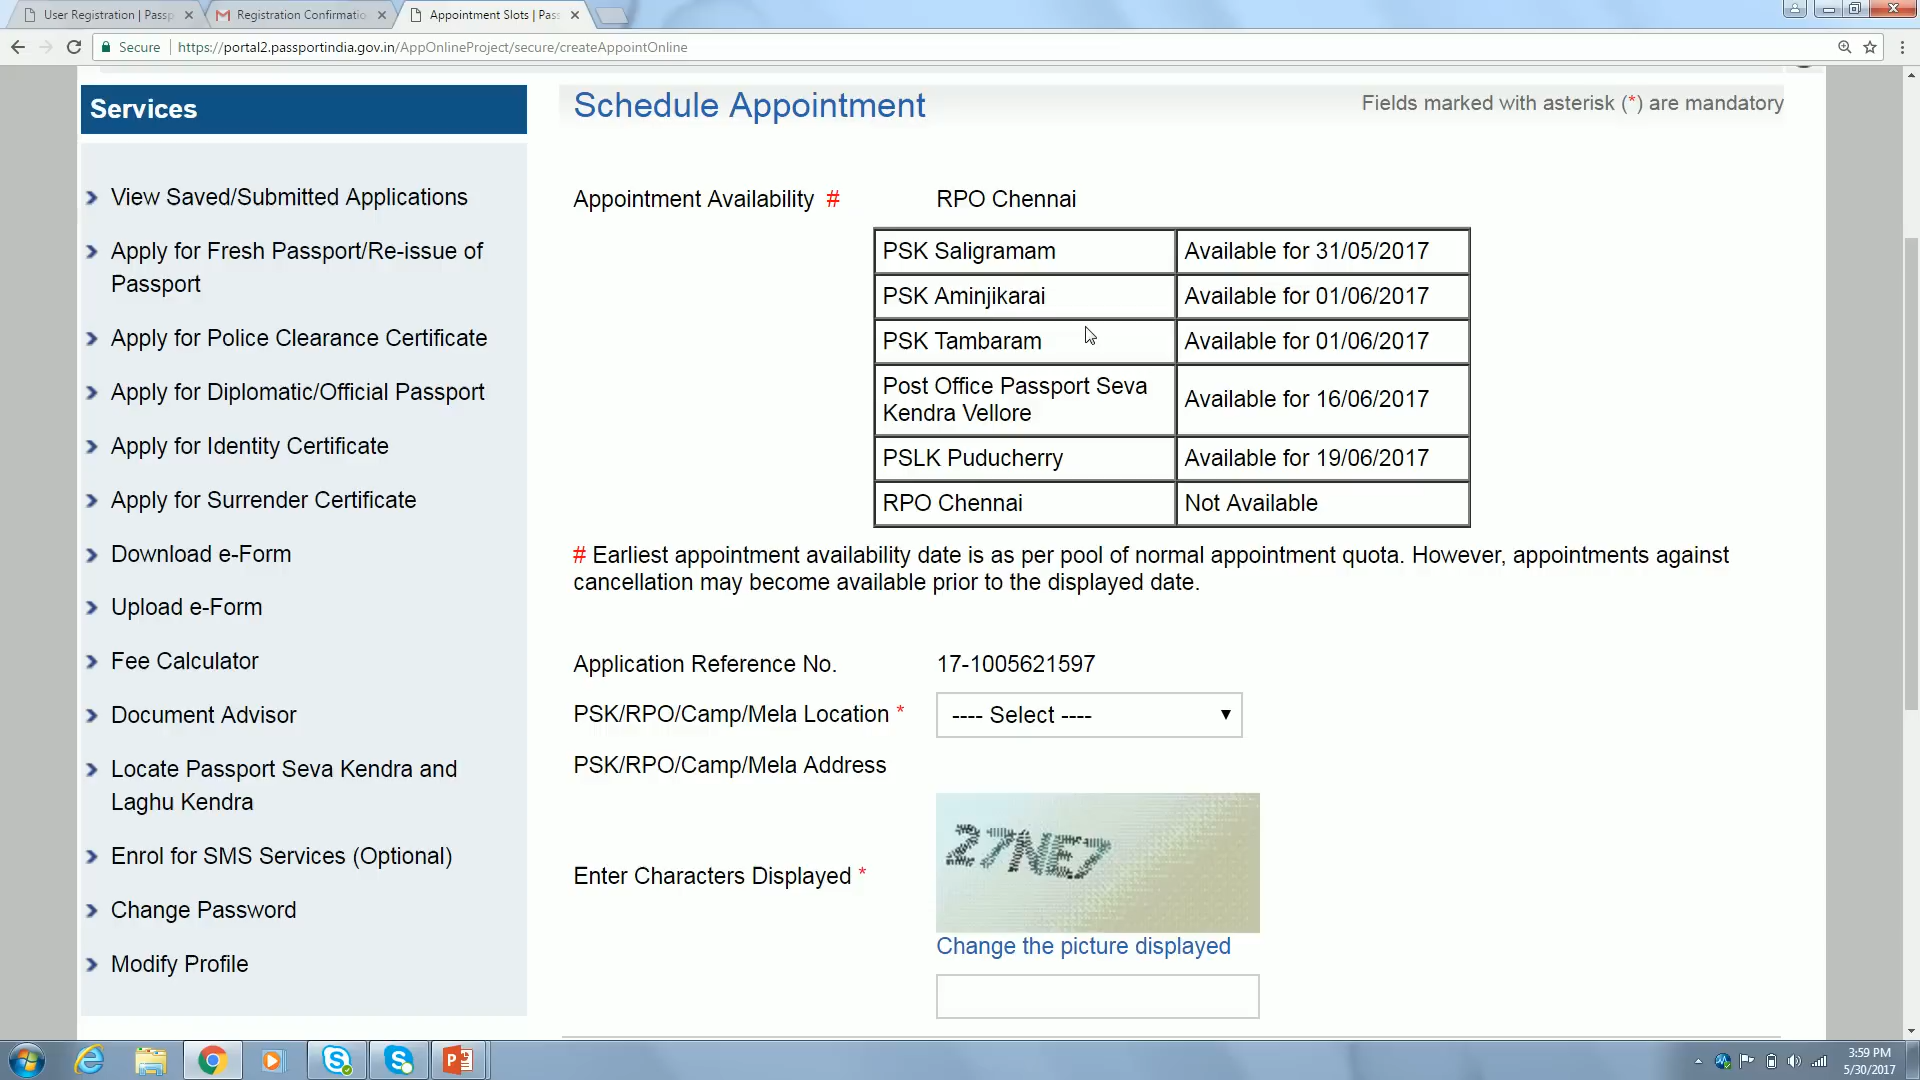 User Registration | Passp
Registration Confirmatio
Appointment Slots | Pas
Secure
https://portal2.passportindia.gov.in/AppOnlineProject/secure/createAppointOnline
Services
View Saved/Submitted Applications
Apply for Fresh Passport/Re-issue of
Passport
Apply for Police Clearance Certificate
Apply for Diplomatic/Official Passport
Apply for Identity Certificate
Apply for Surrender Certificate
Download e-Form
Upload e-Form
Fee Calculator
Document Advisor
Locate Passport Seva Kendra and
Laghu Kendra
Enrol for SMS Services (Optional)
Change Password
Modify Profile
Schedule Appointment
Fields marked with asterisk (*) are mandatory
Appointment Availability # RPO Chennai
PSK Saligramam Available for 31/05/2017
PSK Aminjikarai Available for 01/06/2017
PSK Tambaram Available for 01/06/2017
Post Office Passport Seva
Kendra Vellore Available for 16/06/2017
PSLK Puducherry Available for 19/06/2017
RPO Chennai Not Available
# Earliest appointment availability date is as per pool of normal appointment quota. However, appointments against
cancellation may become available prior to the displayed date.
Application Reference No. 17-1005621597
PSK/RPO/Camp/Mela Location * ---- Select ----
PSK/RPO/Camp/Mela Address
27NE7
Enter Characters Displayed *
Change the picture displayed
3:59 PM
5/30/2017